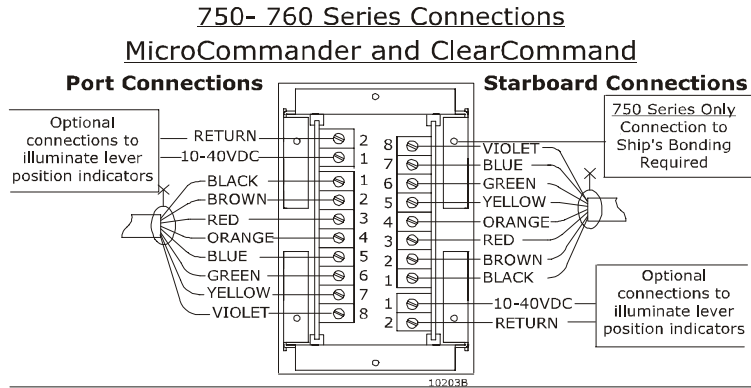 750- 760 Series Connections
MicroCommander and ClearCommand
Port Connections
Starboard Connections
Optional
connections to
illuminate lever
position indicators
RETURN 2
10-40VDC 1
BLACK 1
BROWN 2
RED 3
ORANGE 4
BLUE 5
GREEN 6
YELLOW 7
VIOLET 8
8 VIOLET
7 BLUE
6 GREEN
5 YELLOW
4 ORANGE
3 RED
2 BROWN
1 BLACK
1 10-40VDC
2 RETURN
750 Series Only
Connection to
Ship's Bonding
Required
Optional
connections to
illuminate lever
position indicators
10203B